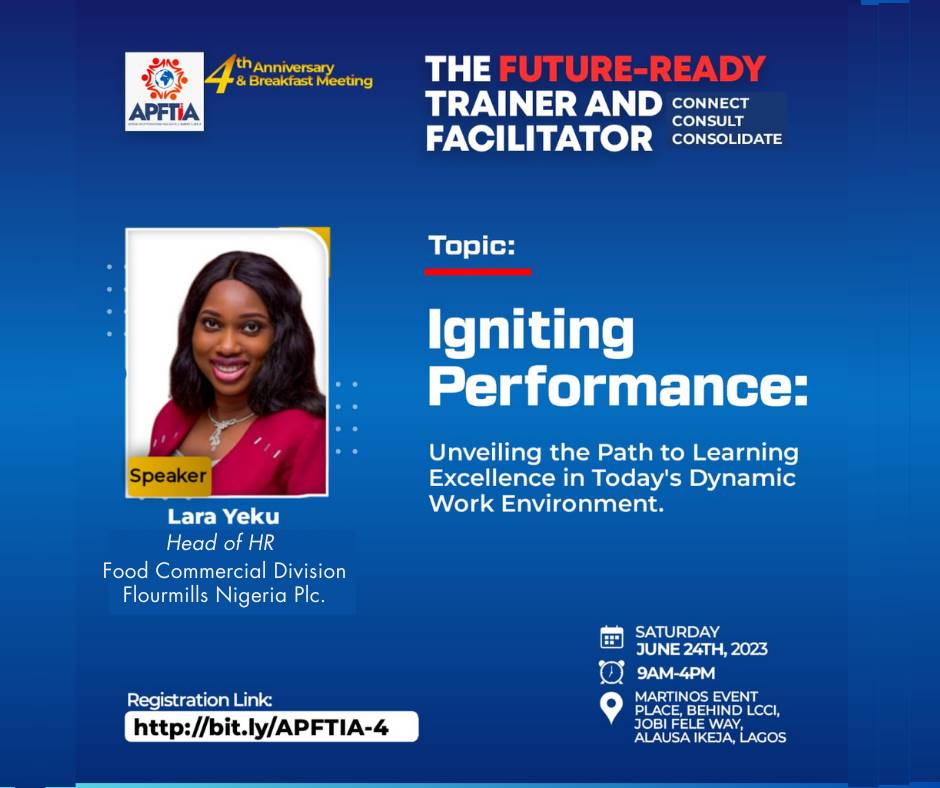 APFTIA
4th Anniversary
& Breakfast Meeting
THE FUTURE-READY
TRAINER AND
FACILITATOR
CONNECT
CONSULT
CONSOLIDATE
Speaker
Lara Yeku
Head of HR
Food Commercial Division
Flourmills Nigeria Plc.
Topic:
Igniting
Performance:
Unveiling the Path to Learning
Excellence in Today's Dynamic
Work Environment.
Registration Link:
http://bit.ly/APFTIA-4
SATURDAY
JUNE 24TH, 2023
9AM-4PM
MARTINOS EVENT
PLACE, BEHIND LCCI,
JOBI FELE WAY,
ALAUSA IKEJA, LAGOS